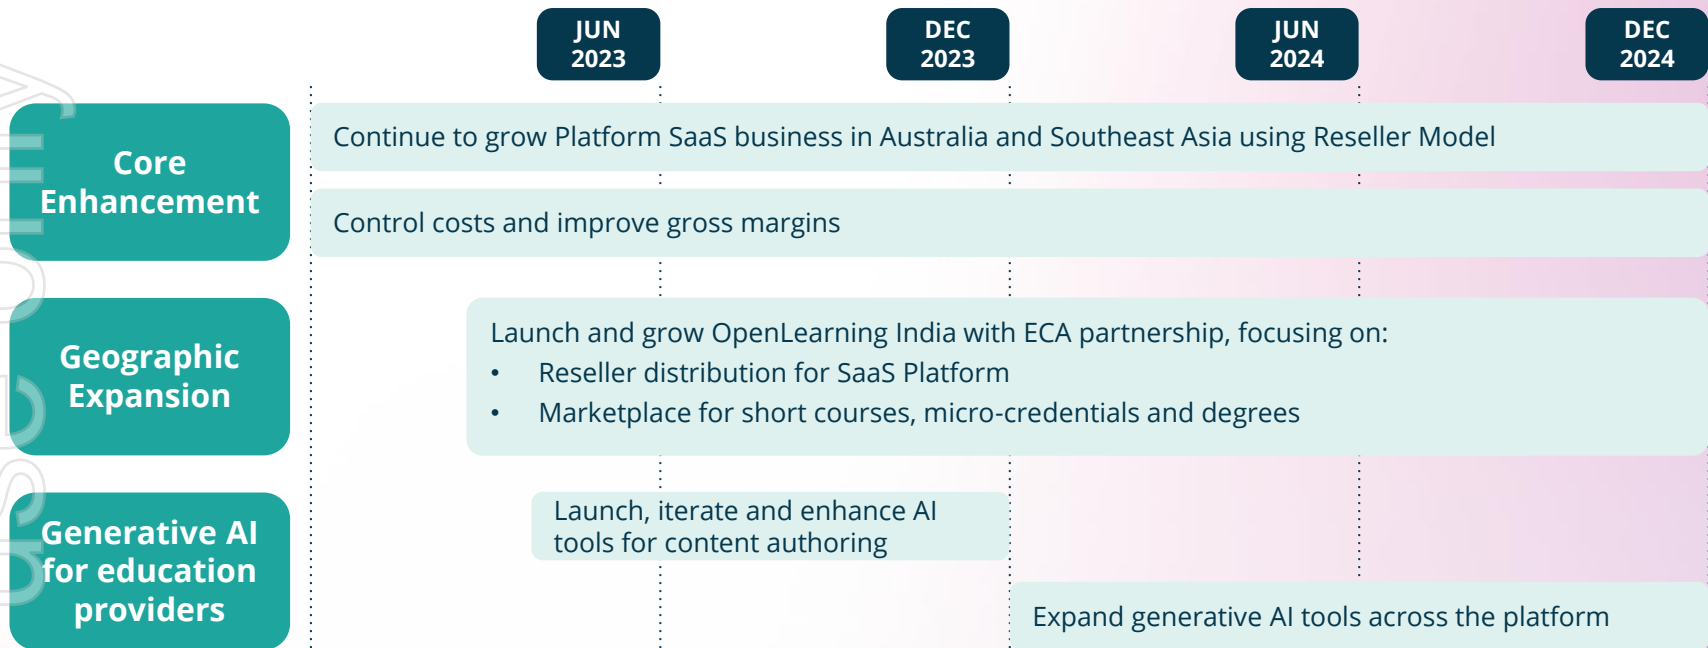 JUN
2023
DEC
2023
JUN
2024
DEC
2024
Core
Enhancement
Continue to grow Platform SaaS business in Australia and Southeast Asia using Reseller Model
Control costs and improve gross margins
Geographic
Expansion
Launch and grow OpenLearning India with ECA partnership, focusing on:
• Reseller distribution for SaaS Platform
• Marketplace for short courses, micro-credentials and degrees
Generative AI
for education
providers
Launch, iterate and enhance AI
tools for content authoring
Expand generative AI tools across the platform
use only